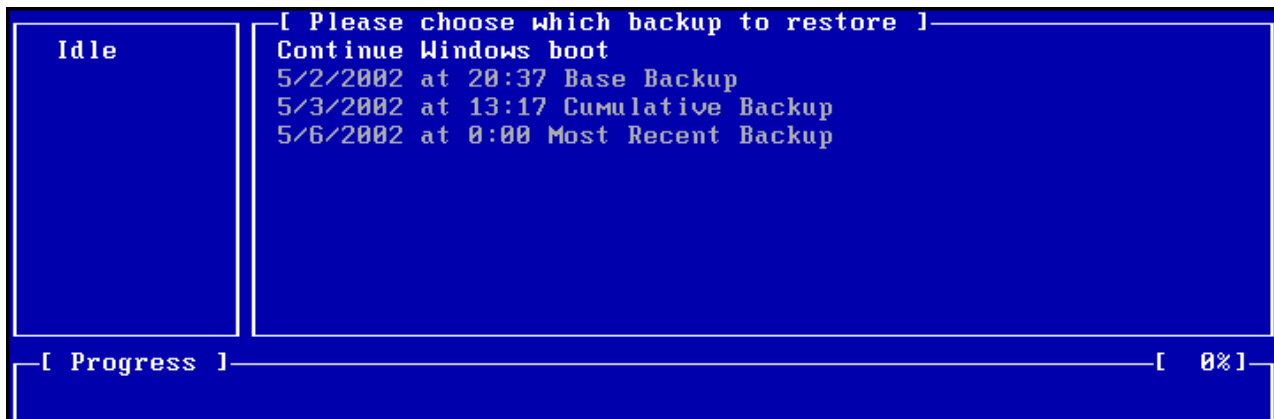 [ Please choose which backup to restore ]
Idle
Continue Windows boot
5/2/2002 at 20:37 Base Backup
5/3/2002 at 13:17 Cumulative Backup
5/6/2002 at 0:00 Most Recent Backup
[ Progress ] [ 0%]